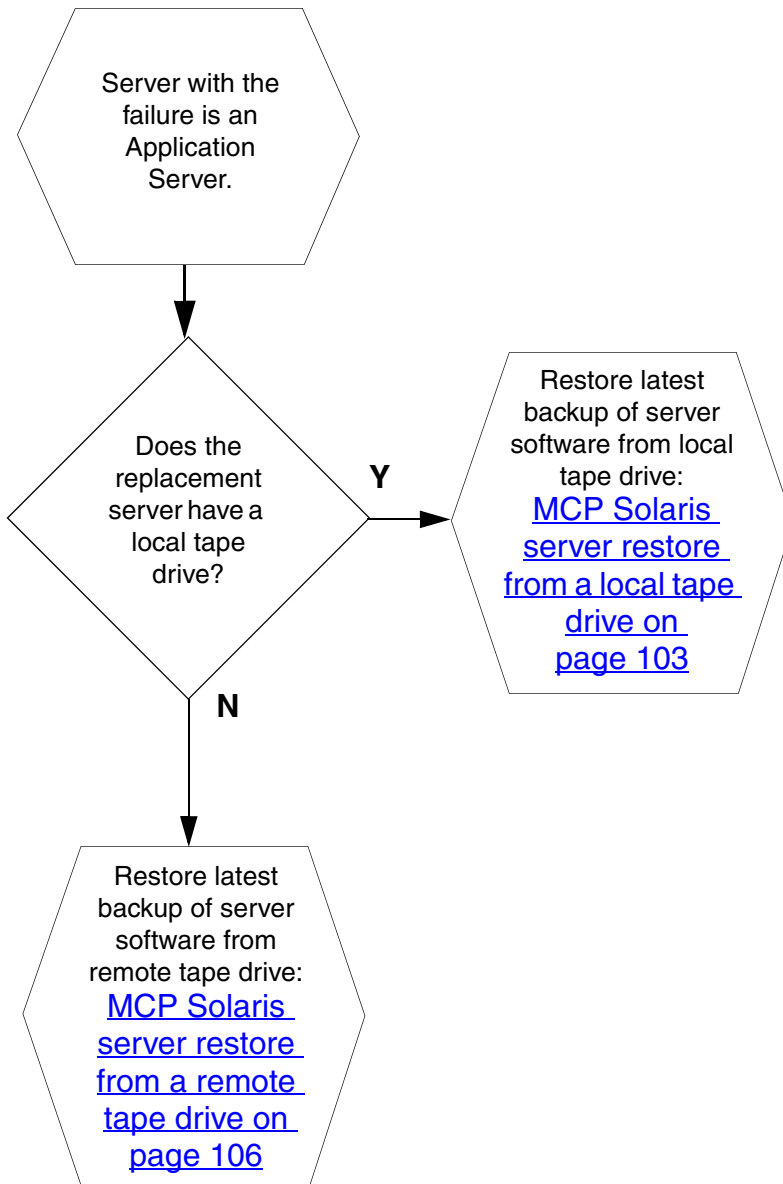 Server with the
failure is an
Application
Server.
Does the
replacement
server have a
local tape
drive?
Y
Restore latest
backup of server
software from local
tape drive:
MCP Solaris
server restore
from a local tape
drive on
page 103
N
Restore latest
backup of server
software from
remote tape drive:
MCP Solaris
server restore
from a remote
tape drive on
page 106